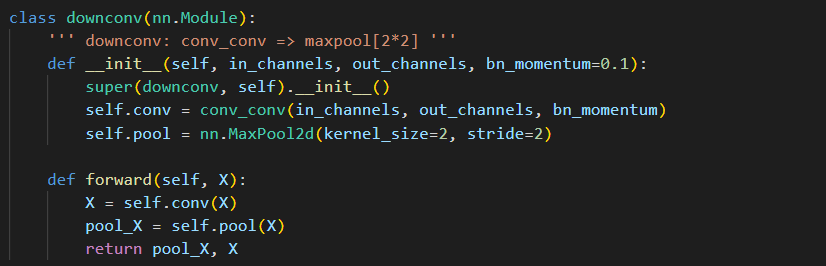 class downconv(nn.Module):
    ''' downconv: conv_conv => maxpool[2*2] '''
    def __init__(self, in_channels, out_channels, bn_momentum=0.1):
        super(downconv, self).__init__()
        self.conv = conv_conv(in_channels, out_channels, bn_momentum)
        self.pool = nn.MaxPool2d(kernel_size=2, stride=2)

    def forward(self, X):
        X = self.conv(X)
        pool_X = self.pool(X)
        return pool_X, X